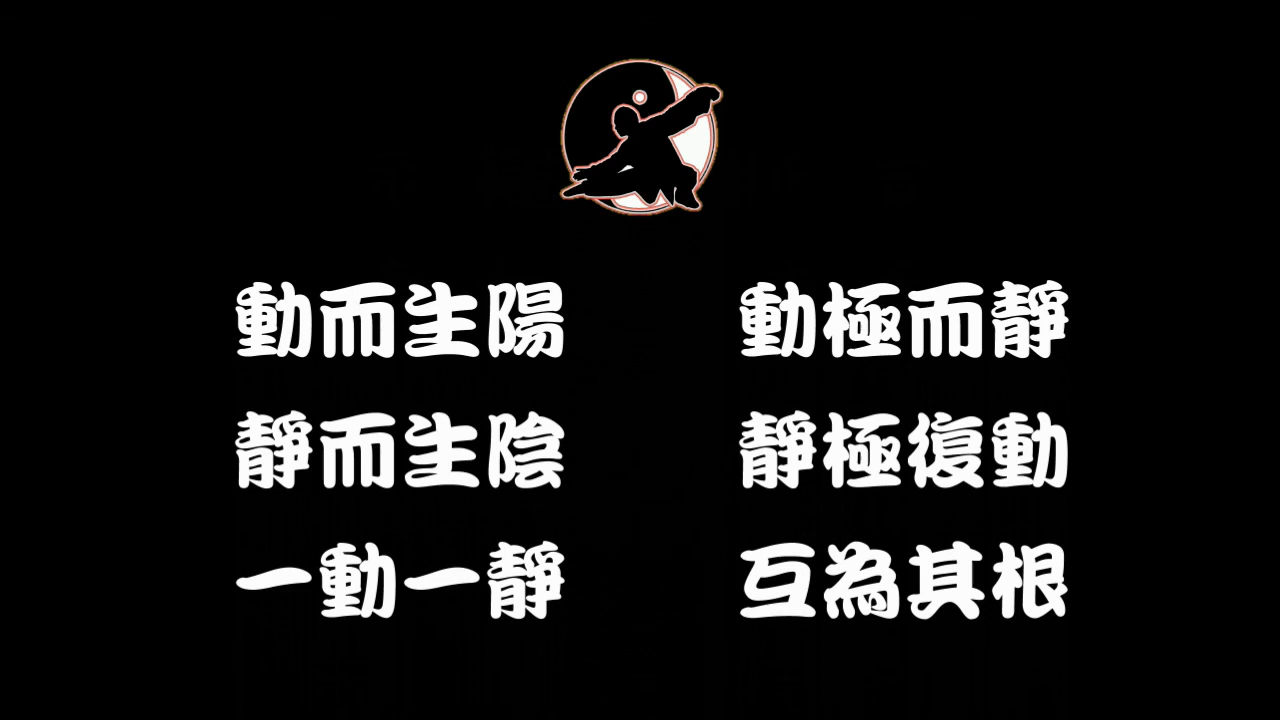 動而生陽 動極而靜
靜而生陰 靜極復動
一動一靜 互為其根